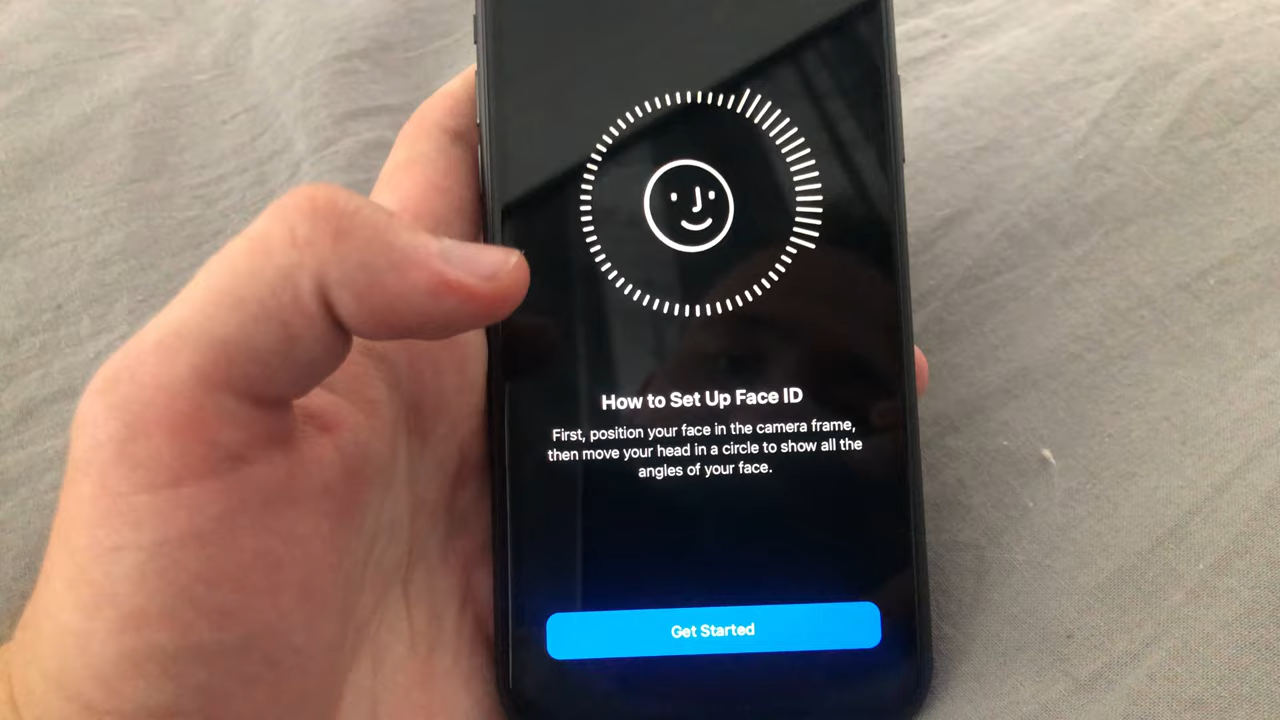 How to Set Up Face ID
First, position your face in the camera frame,
then move your head in a circle to show all the
angles of your face.
Get Started